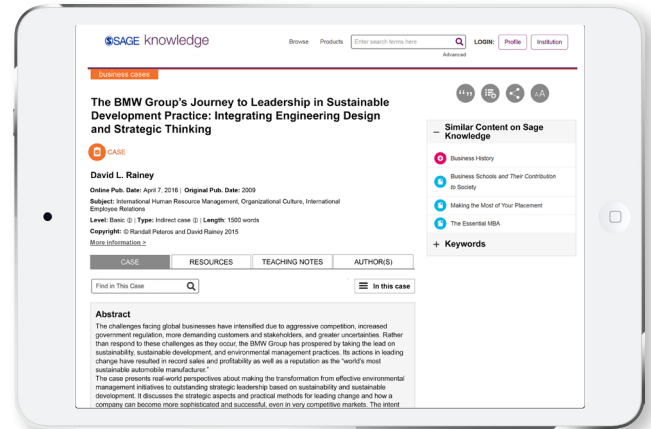 SAGE knowledge
Browse Products Enter search terms here LOGIN: Profile Institution
Advanced
business cases
The BMW Group's Journey to Leadership in Sustainable
Development Practice: Integrating Engineering Design
and Strategic Thinking
CASE
David L. Rainey
Online Pub. Date: April 7, 2016 | Original Pub. Date: 2009
Subject: International Human Resource Management, Organizational Culture, International
Employee Relations
Level: Basic | Type: Indirect case | Length: 1500 words
Copyright: © Randall Peteros and David Rainey 2015
More information >
CASE RESOURCES TEACHING NOTES AUTHOR(S)
Find in This Case In this case
Abstract
The challenges facing global businesses have intensified due to aggressive competition, increased
government regulation, more demanding customers and stakeholders, and greater uncertainties. Rather
than respond to these challenges as they occur, the BMW Group has prospered by taking the lead on
sustainability, sustainable development, and environmental management practices. Its actions in leading
change have resulted in record sales and profitability as well as a reputation as the "world's most
sustainable automobile manufacturer."
The case presents real-world perspectives about making the transformation from effective environmental
management initiatives to outstanding strategic leadership based on sustainability and sustainable
development. It discusses the strategic aspects and practical methods for leading change and how a
company can become more sophisticated and successful, even in very competitive markets. The intent
AA
Similar Content on Sage
Knowledge
Business History
Business Schools and Their Contribution
to Society
Making the Most of Your Placement
The Essential MBA
+ Keywords